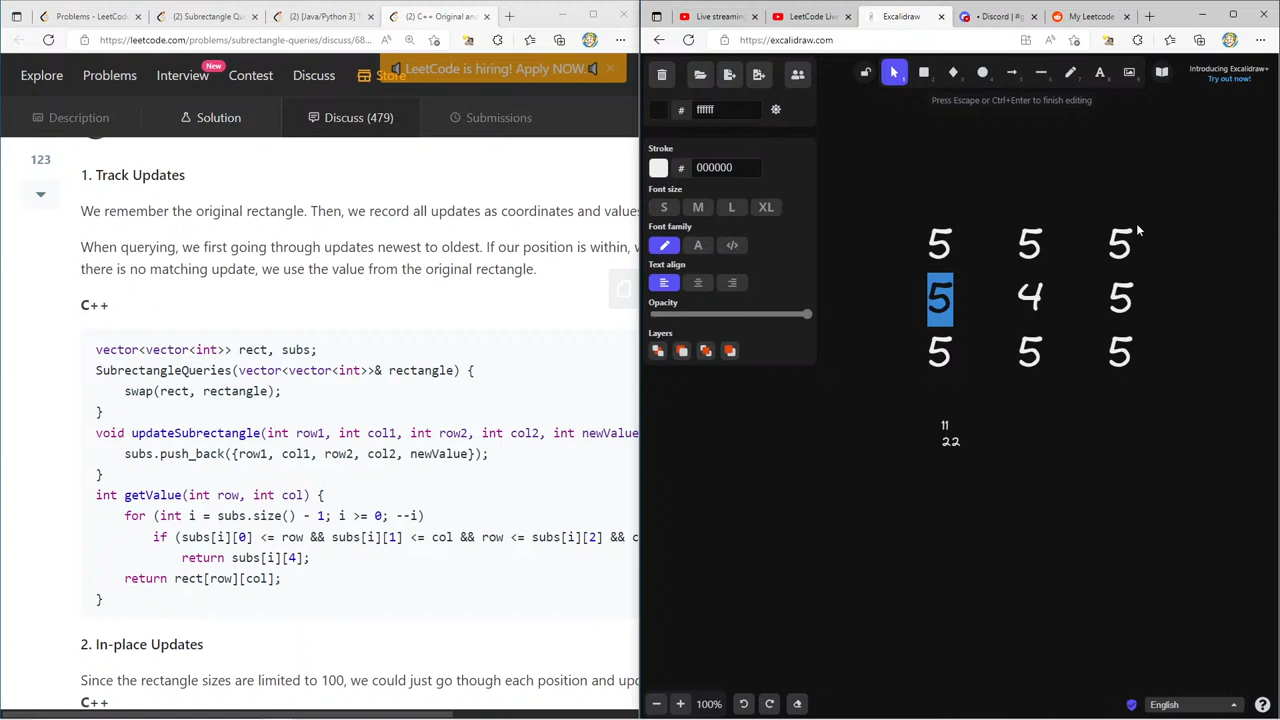 Problems - LeetCode
(2) Subrectangle Qu
(2) [Java/Python 3] T
(2) C++ Original and
https://leetcode.com/problems/subrectangle-queries/discuss/68...
Explore
Problems
Interview
New
Contest
Discuss
Store
LeetCode is hiring! Apply NOW.
Description
Solution
Discuss (479)
Submissions
123
1. Track Updates
We remember the original rectangle. Then, we record all updates as coordinates and values
When querying, we first going through updates newest to oldest. If our position is within, w
there is no matching update, we use the value from the original rectangle.
C++
vector<vector<int>> rect, subs;
SubrectangleQueries(vector<vector<int>>& rectangle) {
swap(rect, rectangle);
}
void updateSubrectangle(int row1, int col1, int row2, int col2, int newValue
subs.push_back({row1, col1, row2, col2, newValue});
}
int getValue(int row, int col) {
for (int i = subs.size() - 1; i >= 0; --i)
if (subs[i][0] <= row && subs[i][1] <= col && row <= subs[i][2] && c
return subs[i][4];
return rect[row][col];
}
2. In-place Updates
Since the rectangle sizes are limited to 100, we could just go though each position and upd
C++
Live streaming
LeetCode Live
Excalidraw
• Discord | #g
My Leetcode
https://excalidraw.com
Introducing Excalidraw+
Try out now!
Press Escape or Ctrl+Enter to finish editing
# ffffff
Stroke
# 000000
Font size
S M L XL
Font family
A </>
Text align
Opacity
Layers
5 5 5
5 4 5
5 5 5
11
22
100%
English